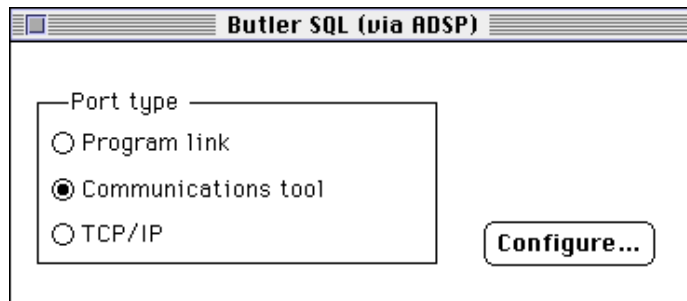 Butler SQL (via ADSP)
Port type
Program link
Communications tool
TCP/IP
Configure...